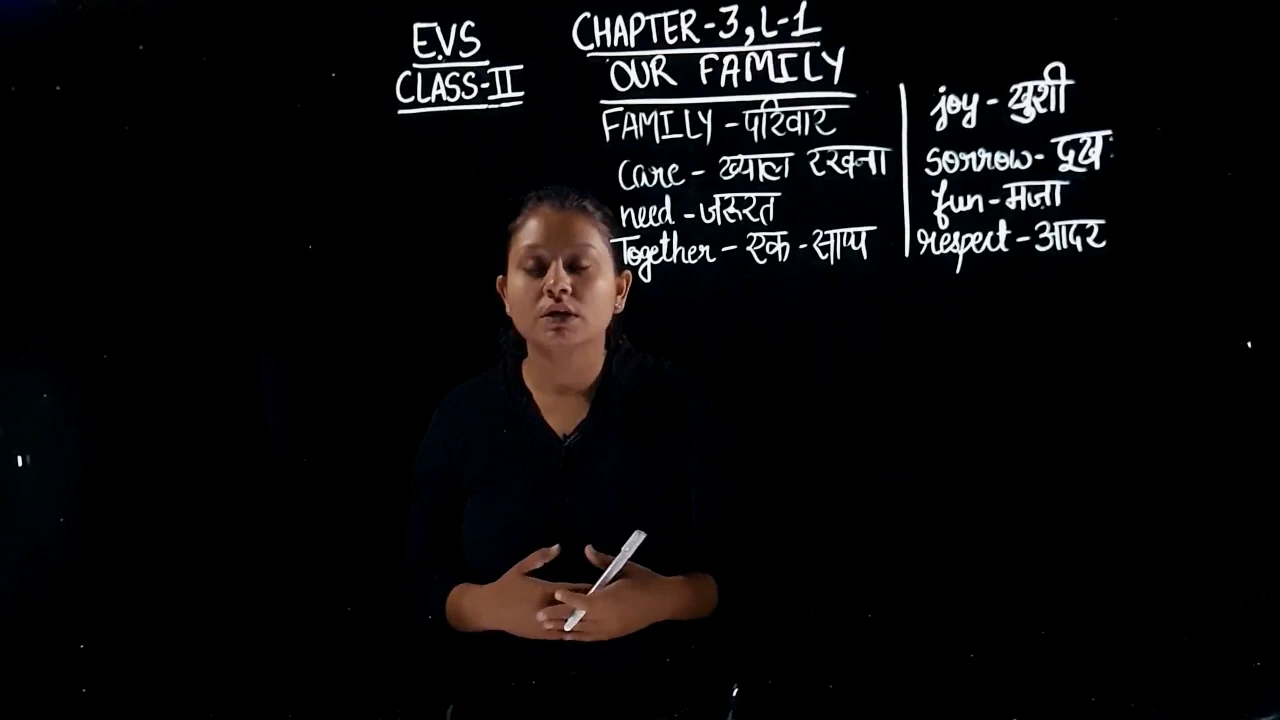 E.VS
CLASS-II
CHAPTER-3, L-1
OUR FAMILY
FAMILY - परिवार
care - ख्याल रखना
need - जरूरत
Together - एक - साथ
joy - खुशी
sorrow - दुख
fun - मज़ा
respect - आदर